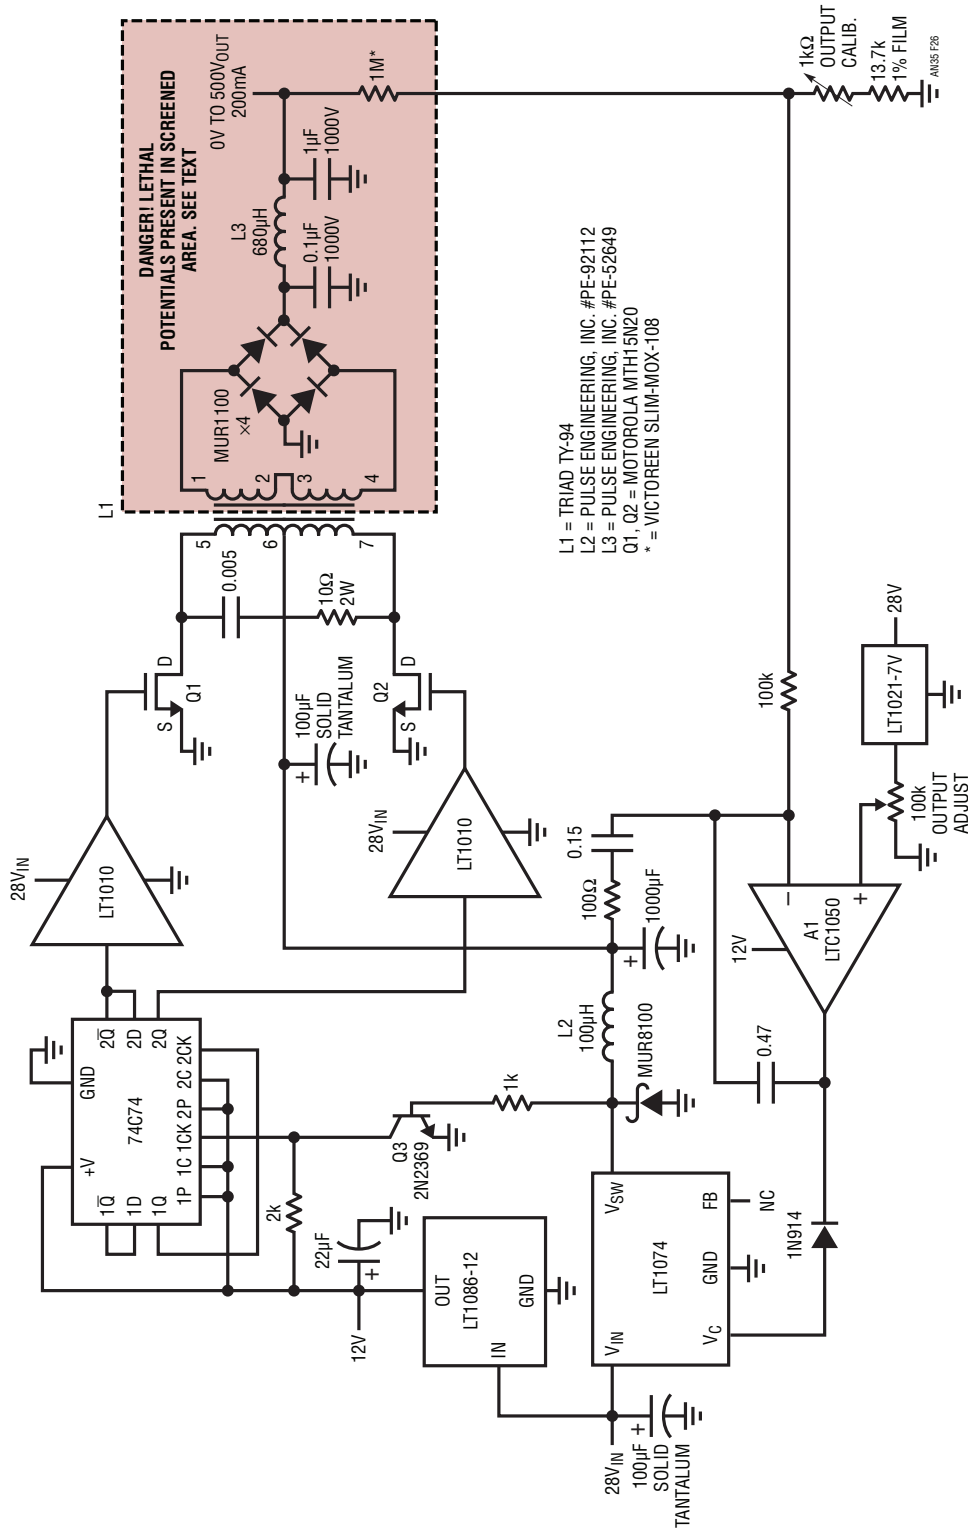 L1
DANGER! LETHAL
POTENTIALS PRESENT IN SCREENED
AREA. SEE TEXT
MUR1100
×4
1
2
3
4
5
6
7
L3
680µH
0.1µF
1000V
1µF
1000V
0V TO 500VOUT
200mA
1M*
1kΩ
OUTPUT
CALIB.
13.7k
1% FILM
AN35 F26
28VIN
LT1010
S
D
Q1
0.005
10Ω
2W
100µF
SOLID
TANTALUM
+
Q2
S
D
28VIN
LT1010
L1 = TRIAD TY-94
L2 = PULSE ENGINEERING, INC. #PE-92112
L3 = PULSE ENGINEERING, INC. #PE-52649
Q1, Q2 = MOTOROLA MTH15N20
* = VICTOREEN SLIM-MOX-108
+V
GND
74C74
1Q
1D
1Q
2Q
2D
2Q
1P 1C 1CK 2P 2C 2CK
2k
22µF
+
12V
Q3
2N2369
1k
LT1086-12
IN
OUT
GND
28VIN
100µF
SOLID
TANTALUM
+
VIN
VSW
LT1074
VC
GND
FB
NC
L2
100µH
MUR8100
100Ω
0.15
1000µF
+
1N914
0.47
12V
A1
LTC1050
–
+
100k
100k
OUTPUT
ADJUST
LT1021-7V
28V